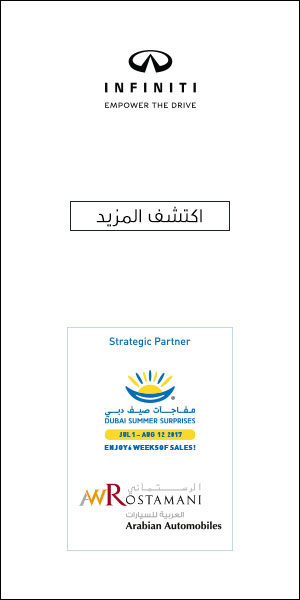 INFINITI
EMPOWER THE DRIVE
اكتشف المزيد
Strategic Partner
مفاجآت صيف دبي
DUBAI SUMMER SURPRISES
JUL 1 - AUG 12 2017
ENJOY 6 WEEKS OF SALES!
الرستماني
AWROSTAMANI
العربية للسيارات
Arabian Automobiles